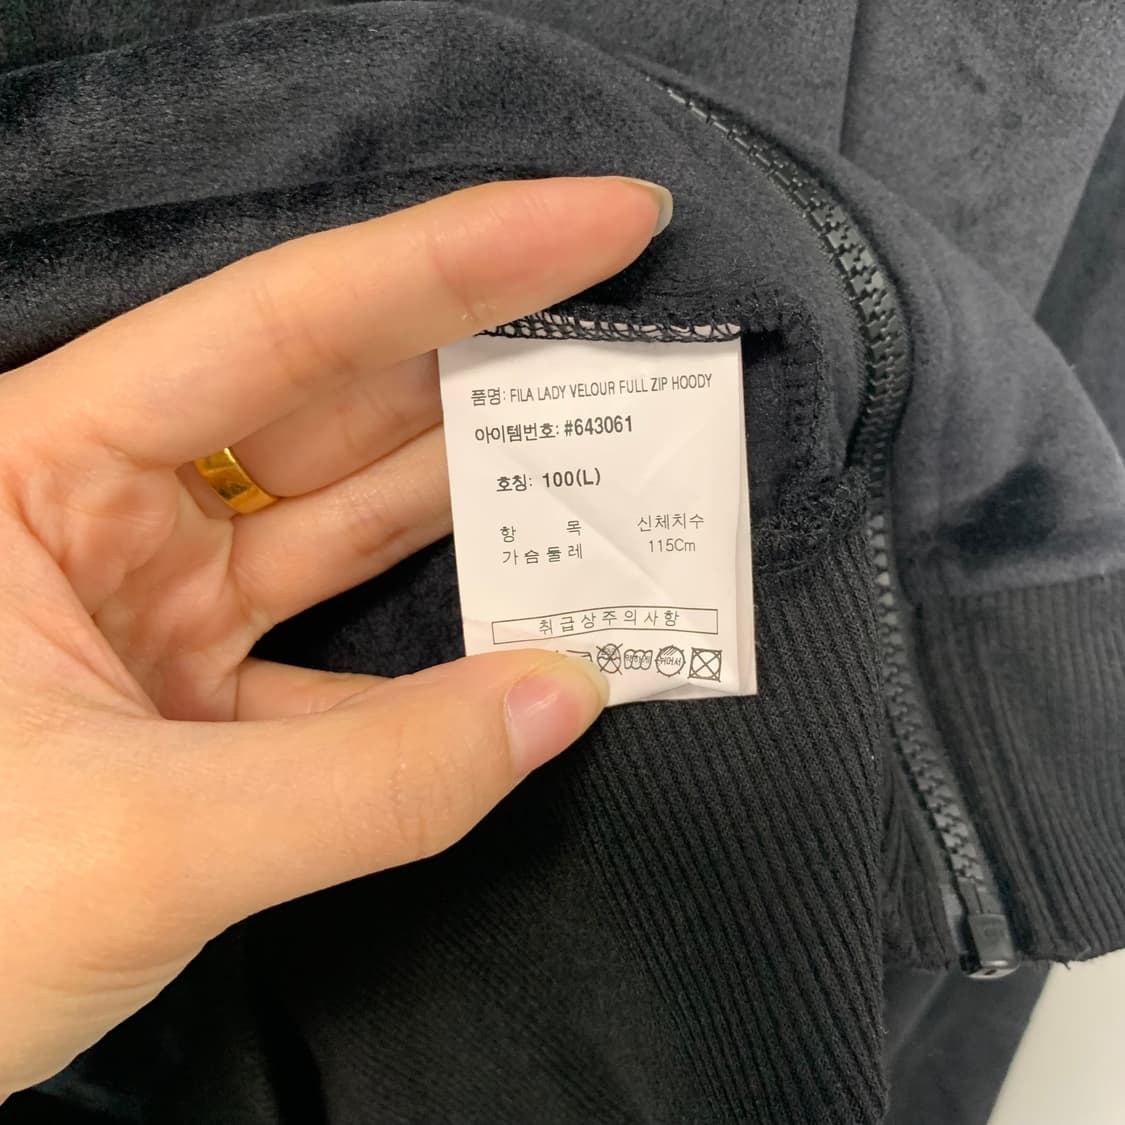 품명: FILA LADY VELOUR FULL ZIP HOODY
아이템번호: #643061
호칭: 100(L)
항 목 신체치수
가슴둘레 115Cm
취급상주의사항